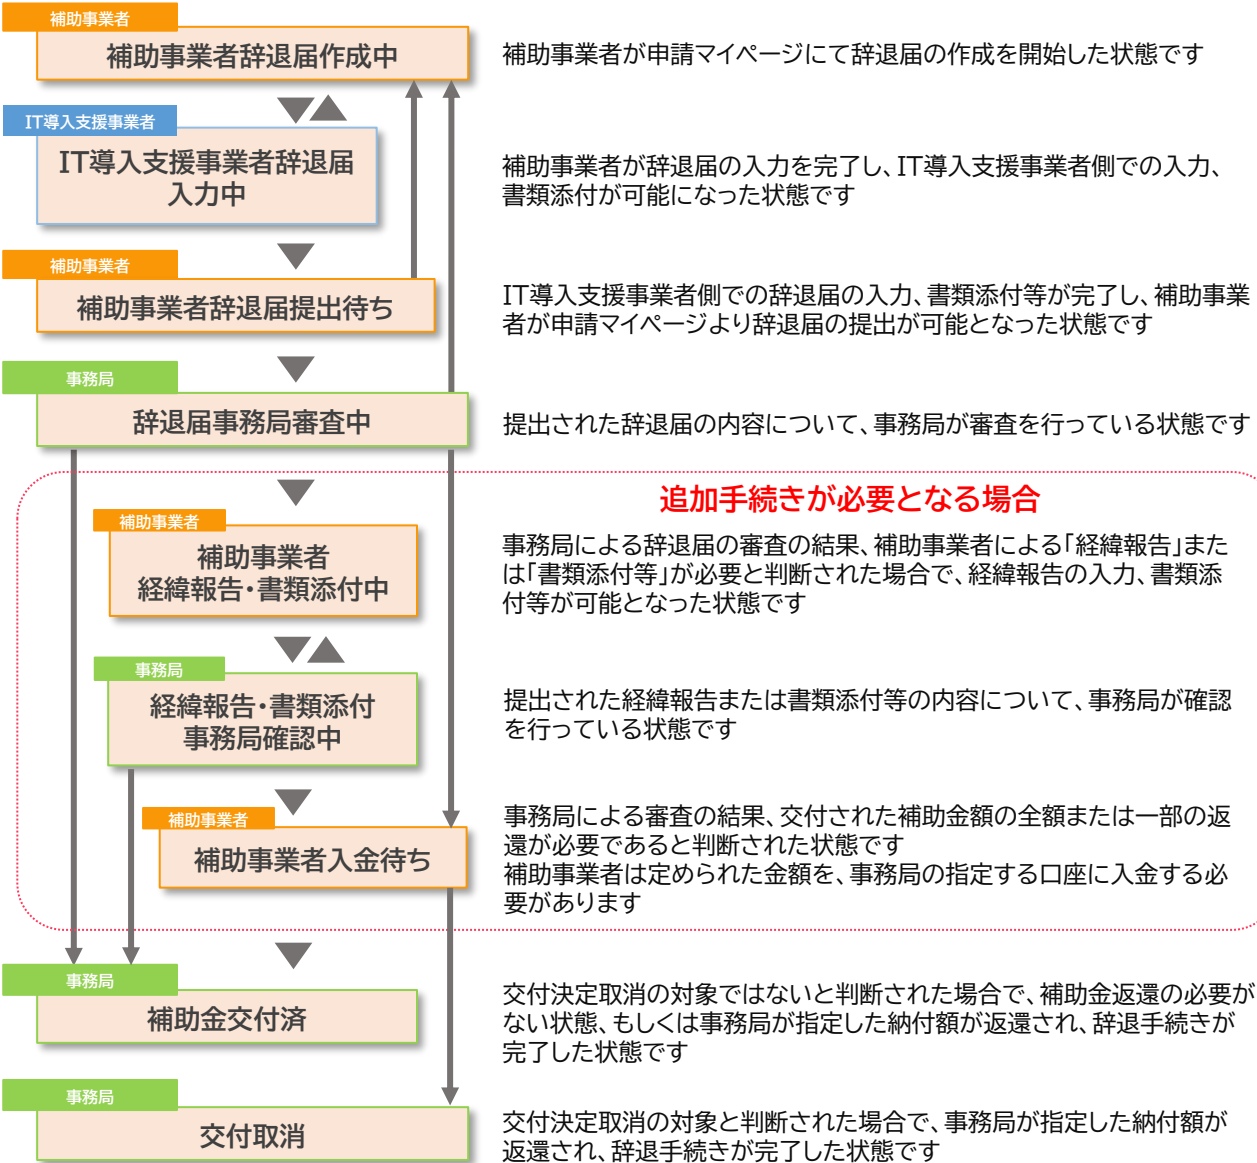 補助事業者
補助事業者辞退届作成中
補助事業者が申請マイページにて辞退届の作成を開始した状態です
IT導入支援事業者
IT導入支援事業者辞退届
入力中
補助事業者が辞退届の入力を完了し、IT導入支援事業者側での入力、
書類添付が可能になった状態です
補助事業者
補助事業者辞退届提出待ち
IT導入支援事業者側での辞退届の入力、書類添付等が完了し、補助事業
者が申請マイページより辞退届の提出が可能となった状態です
事務局
辞退届事務局審査中
提出された辞退届の内容について、事務局が審査を行っている状態です
追加手続きが必要となる場合
補助事業者
補助事業者
経緯報告・書類添付中
事務局による辞退届の審査の結果、補助事業者による「経緯報告」また
は「書類添付等」が必要と判断された場合で、経緯報告の入力、書類添
付等が可能となった状態です
事務局
経緯報告・書類添付
事務局確認中
提出された経緯報告または書類添付等の内容について、事務局が確認
を行っている状態です
補助事業者
補助事業者入金待ち
事務局による審査の結果、交付された補助金額の全額または一部の返
還が必要であると判断された状態です
補助事業者は定められた金額を、事務局の指定する口座に入金する必
要があります
事務局
補助金交付済
交付決定取消の対象ではないと判断された場合で、補助金返還の必要が
ない状態、もしくは事務局が指定した納付額が返還され、辞退手続きが
完了した状態です
事務局
交付取消
交付決定取消の対象と判断された場合で、事務局が指定した納付額が
返還され、辞退手続きが完了した状態です